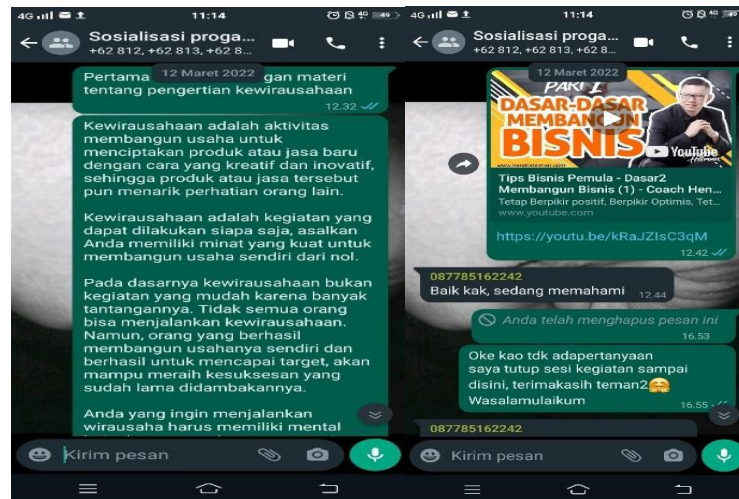 4G 11:14
Sosialisasi proga...
+62 812, +62 813, +62 8...
12 Maret 2022
Pertama gan materi
tentang pengertian kewirausahaan
12.32
Kewirausahaan adalah aktivitas
membangun usaha untuk
menciptakan produk atau jasa baru
dengan cara yang kreatif dan inovatif,
sehingga produk atau jasa tersebut
pun menarik perhatian orang lain.
Kewirausahaan adalah kegiatan yang
dapat dilakukan siapa saja, asalkan
Anda memiliki minat yang kuat untuk
membangun usaha sendiri dari nol.
Pada dasarnya kewirausahaan bukan
kegiatan yang mudah karena banyak
tantangannya. Tidak semua orang
bisa menjalankan kewirausahaan.
Namun, orang yang berhasil
membangun usahanya sendiri dan
berhasil untuk mencapai target, akan
mampu meraih kesuksesan yang
sudah lama didambakannya.
Anda yang ingin menjalankan
wirausaha harus memiliki mental
Kirim pesan
4G 11:14
Sosialisasi proga...
+62 812, +62 813, +62 8...
12 Maret 2022
PART 1
DASAR-DASAR
MEMBANGUN
BISNIS
YouTube
Tips Bisnis Pemula - Dasar2
Membangun Bisnis (1) - Coach Hen...
Tetap Berpikir positif, Berpikir Optimis, Tet...
www.youtube.com
https://youtu.be/kRaJZIsC3qM
12.42
087785162242
Baik kak, sedang memahami 12.44
Anda telah menghapus pesan ini
16.53
Oke kao tdk adapertanyaan
saya tutup sesi kegiatan sampai
disini, terimakasih teman2🤗
Wasalamulaikum
16.55
087785162242
Kirim pesan